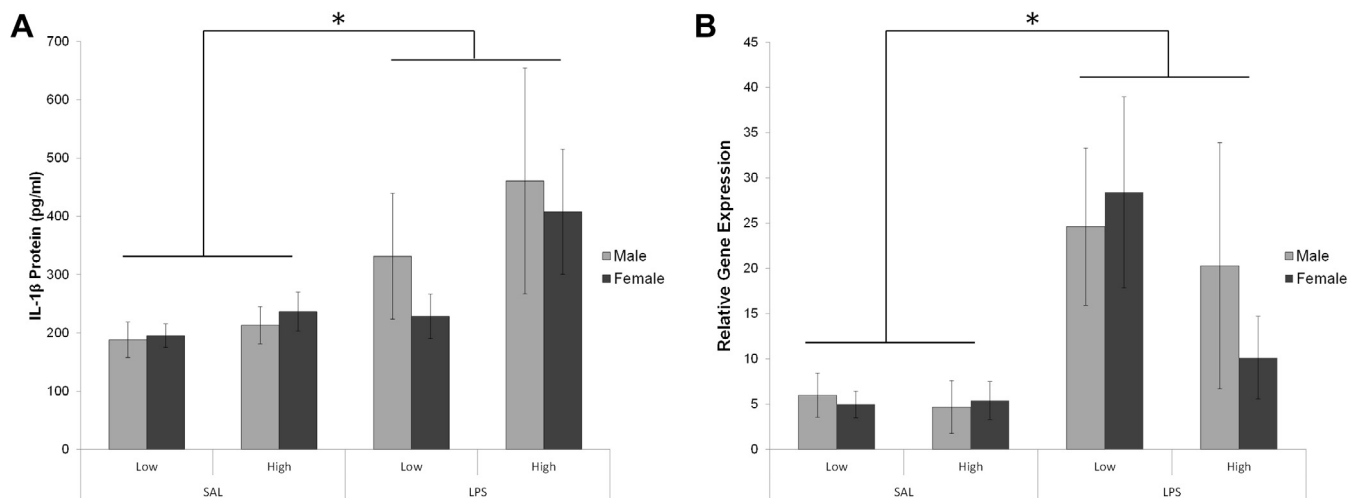 A
*
IL-1β Protein (pg/ml)
700
600
500
400
300
200
100
0
Low
High
Low
High
SAL
LPS
Male
Female
B
*
Relative Gene Expression
45
40
35
30
25
20
15
10
5
0
Low
High
Low
High
SAL
LPS
Male
Female